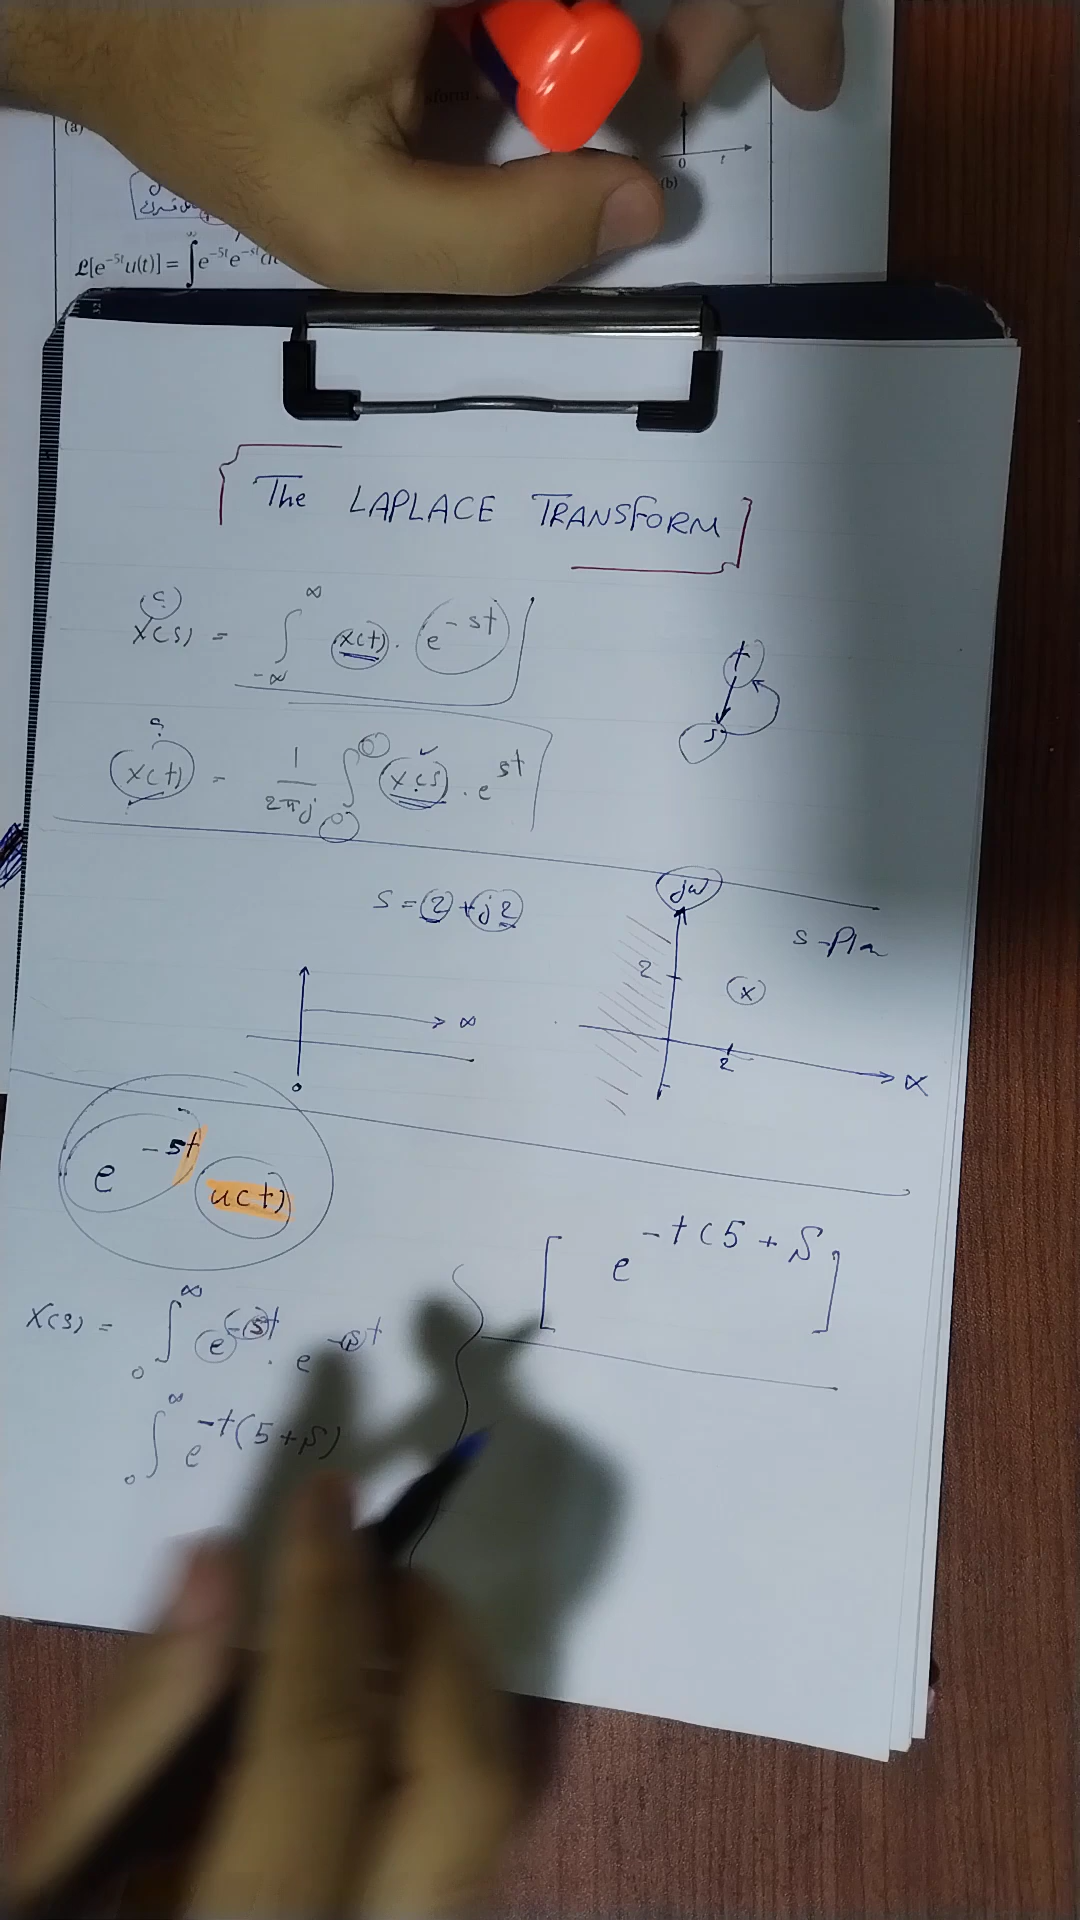 (a)
0 t
(b)
ℒ[e^{-5t}u(t)] = ∫ e^{-5t}e^{-st}
The LAPLACE TRANSFORM
?
X(s) = ∫_{-∞}^{∞} x(t) . e^{-st}
t
s
?
x(t) = 1/2πj ∫ X(s) . e^{st}
s = 2 + j2
jω
s-Plan
2
x
2
∞
0
α
e^{-5t} u(t)
[ e^{-t(5+s} ]
X(s) = ∫_0^∞ e^{-5t} . e^{-st}
∫_0^∞ e^{-t(5+s)}